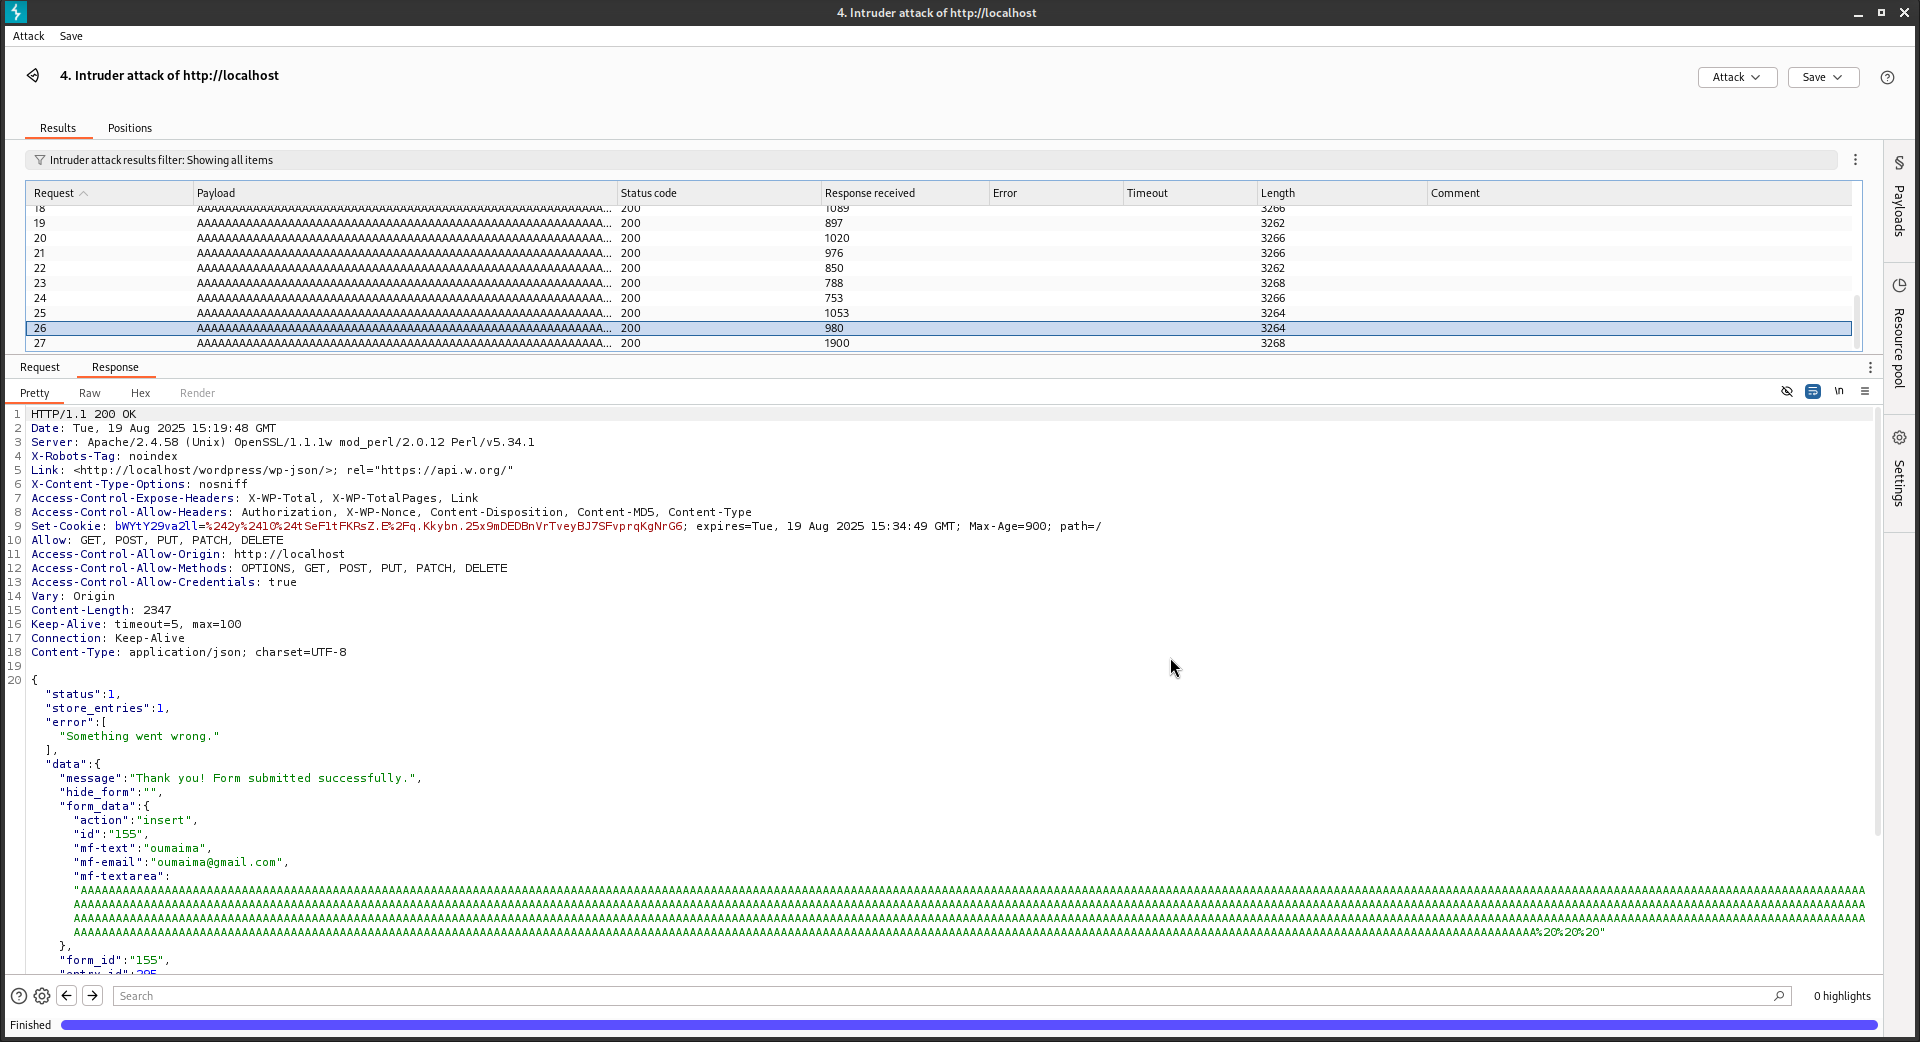 4. Intruder attack of http://localhost
Attack Save
4. Intruder attack of http://localhost
Attack Save
Results Positions
Intruder attack results filter: Showing all items
Request Payload Status code Response received Error Timeout Length Comment
18 AAAAAAAAAAAAAAAAAAAAAAAAAAAAAAAAAAAAAAAAAAAAAAAAAAAAAAAAAA... 200 1089 3266
19 AAAAAAAAAAAAAAAAAAAAAAAAAAAAAAAAAAAAAAAAAAAAAAAAAAAAAAAAAA... 200 897 3262
20 AAAAAAAAAAAAAAAAAAAAAAAAAAAAAAAAAAAAAAAAAAAAAAAAAAAAAAAAAA... 200 1020 3266
21 AAAAAAAAAAAAAAAAAAAAAAAAAAAAAAAAAAAAAAAAAAAAAAAAAAAAAAAAAA... 200 976 3266
22 AAAAAAAAAAAAAAAAAAAAAAAAAAAAAAAAAAAAAAAAAAAAAAAAAAAAAAAAAA... 200 850 3262
23 AAAAAAAAAAAAAAAAAAAAAAAAAAAAAAAAAAAAAAAAAAAAAAAAAAAAAAAAAA... 200 788 3268
24 AAAAAAAAAAAAAAAAAAAAAAAAAAAAAAAAAAAAAAAAAAAAAAAAAAAAAAAAAA... 200 753 3266
25 AAAAAAAAAAAAAAAAAAAAAAAAAAAAAAAAAAAAAAAAAAAAAAAAAAAAAAAAAA... 200 1053 3264
26 AAAAAAAAAAAAAAAAAAAAAAAAAAAAAAAAAAAAAAAAAAAAAAAAAAAAAAAAAA... 200 980 3264
27 AAAAAAAAAAAAAAAAAAAAAAAAAAAAAAAAAAAAAAAAAAAAAAAAAAAAAAAAAA... 200 1900 3268
Payloads
Resource pool
Settings
Request Response
Pretty Raw Hex Render \n
1 HTTP/1.1 200 OK
2 Date: Tue, 19 Aug 2025 15:19:48 GMT
3 Server: Apache/2.4.58 (Unix) OpenSSL/1.1.1w mod_perl/2.0.12 Perl/v5.34.1
4 X-Robots-Tag: noindex
5 Link: <http://localhost/wordpress/wp-json/>; rel="https://api.w.org/"
6 X-Content-Type-Options: nosniff
7 Access-Control-Expose-Headers: X-WP-Total, X-WP-TotalPages, Link
8 Access-Control-Allow-Headers: Authorization, X-WP-Nonce, Content-Disposition, Content-MD5, Content-Type
9 Set-Cookie: bWYtY29va2ll=%242y%2410%24tSeF1tFKRsZ.E%2Fq.Kkybn.25x9mDEDBnVrTveyBJ7SFvprqKgNrG6; expires=Tue, 19 Aug 2025 15:34:49 GMT; Max-Age=900; path=/
10 Allow: GET, POST, PUT, PATCH, DELETE
11 Access-Control-Allow-Origin: http://localhost
12 Access-Control-Allow-Methods: OPTIONS, GET, POST, PUT, PATCH, DELETE
13 Access-Control-Allow-Credentials: true
14 Vary: Origin
15 Content-Length: 2347
16 Keep-Alive: timeout=5, max=100
17 Connection: Keep-Alive
18 Content-Type: application/json; charset=UTF-8
19
20 {
"status":1,
"store_entries":1,
"error":[
"Something went wrong."
],
"data":{
"message":"Thank you! Form submitted successfully.",
"hide_form":"",
"form_data":{
"action":"insert",
"id":"155",
"mf-text":"oumaima",
"mf-email":"oumaima@gmail.com",
"mf-textarea":
%20%20%20"
},
"form_id":"155",
Search 0 highlights
Finished